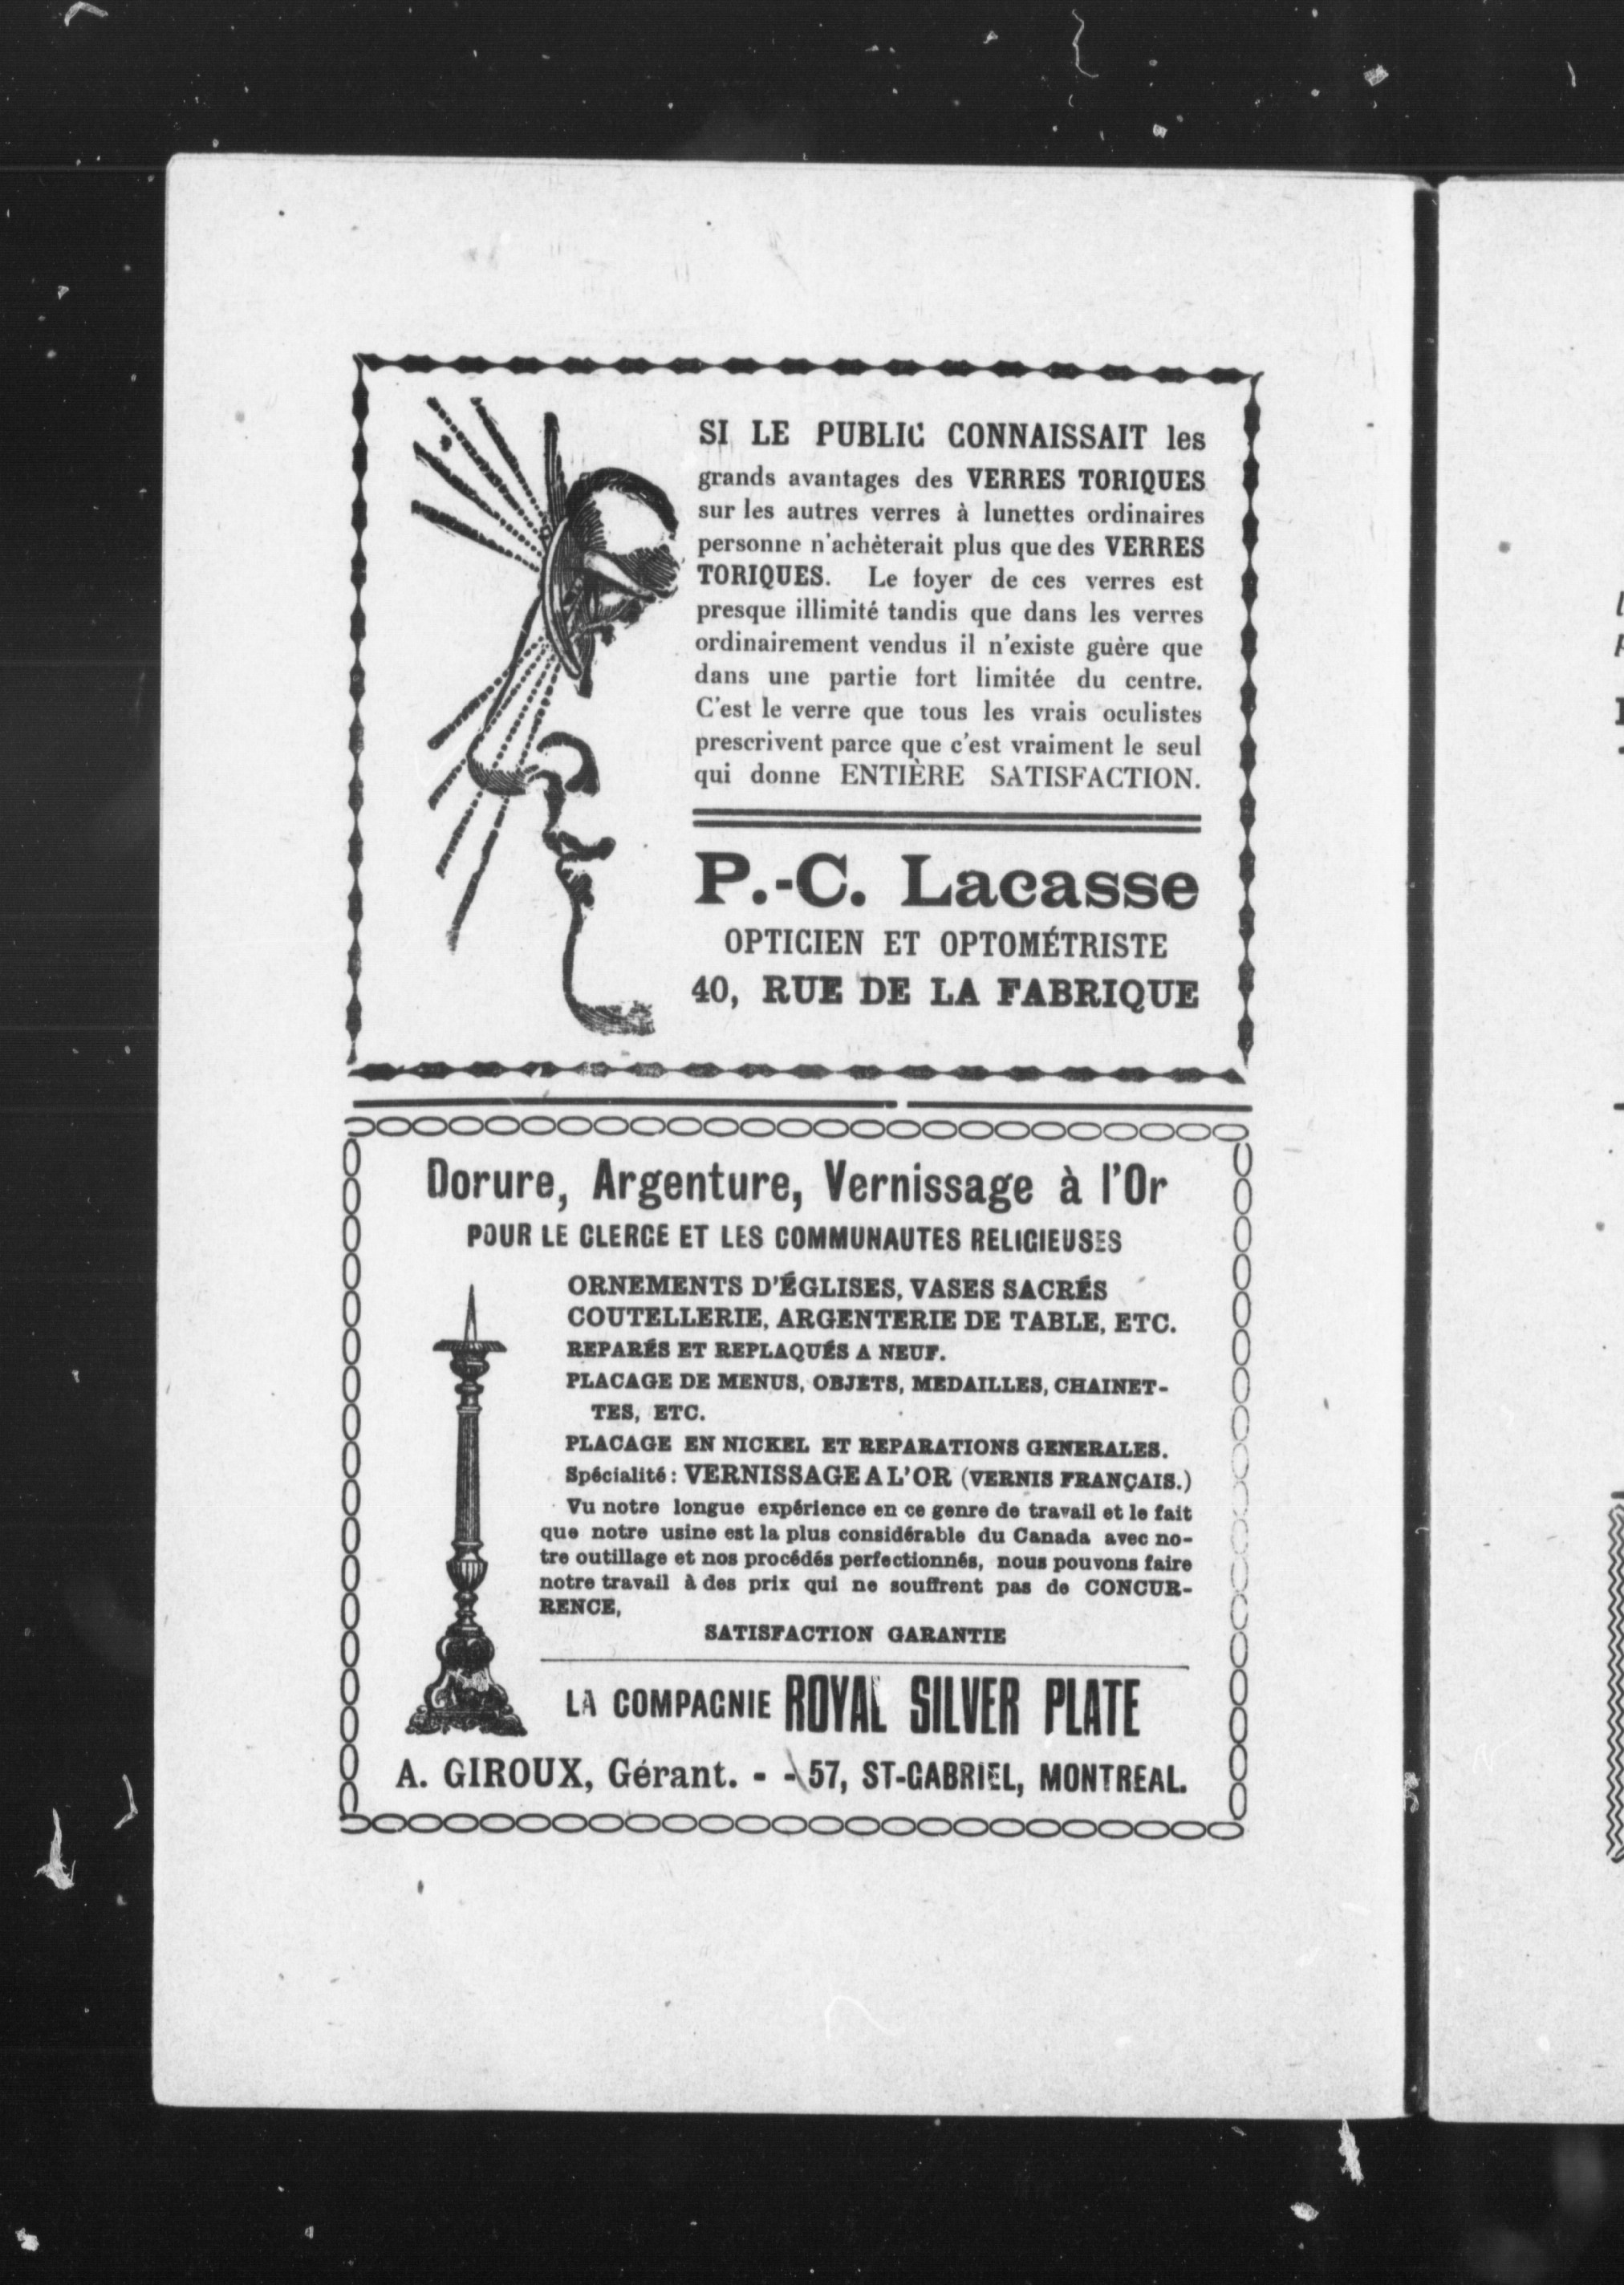 SI LE PUBLIC CONNAISSAIT les
grands avantages des VERRES TORIQUES
sur les autres verres à lunettes ordinaires
personne n'achèterait plus que des VERRES
TORIQUES. Le foyer de ces verres est
presque illimité tandis que dans les verres
ordinairement vendus il n'existe guère que
dans une partie fort limitée du centre.
C'est le verre que tous les vrais oculistes
prescrivent parce que c'est vraiment le seul
qui donne ENTIÈRE SATISFACTION.
P.-C. Lacasse
OPTICIEN ET OPTOMÉTRISTE
40, RUE DE LA FABRIQUE
Dorure, Argenture, Vernissage à l'Or
POUR LE CLERGE ET LES COMMUNAUTES RELIGIEUSES
ORNEMENTS D'ÉGLISES, VASES SACRÉS
COUTELLERIE, ARGENTERIE DE TABLE, ETC.
REPARÉS ET REPLAQUÉS A NEUF.
PLACAGE DE MENUS, OBJETS, MEDAILLES, CHAINET-
TES, ETC.
PLACAGE EN NICKEL ET REPARATIONS GENERALES.
Spécialité : VERNISSAGE A L'OR (VERNIS FRANÇAIS.)
Vu notre longue expérience en ce genre de travail et le fait
que notre usine est la plus considérable du Canada avec no-
tre outillage et nos procédés perfectionnés, nous pouvons faire
notre travail à des prix qui ne souffrent pas de CONCUR-
RENCE,
SATISFACTION GARANTIE
LA COMPAGNIE ROYAL SILVER PLATE
A. GIROUX, Gérant. - - 57, ST-GABRIEL, MONTREAL.